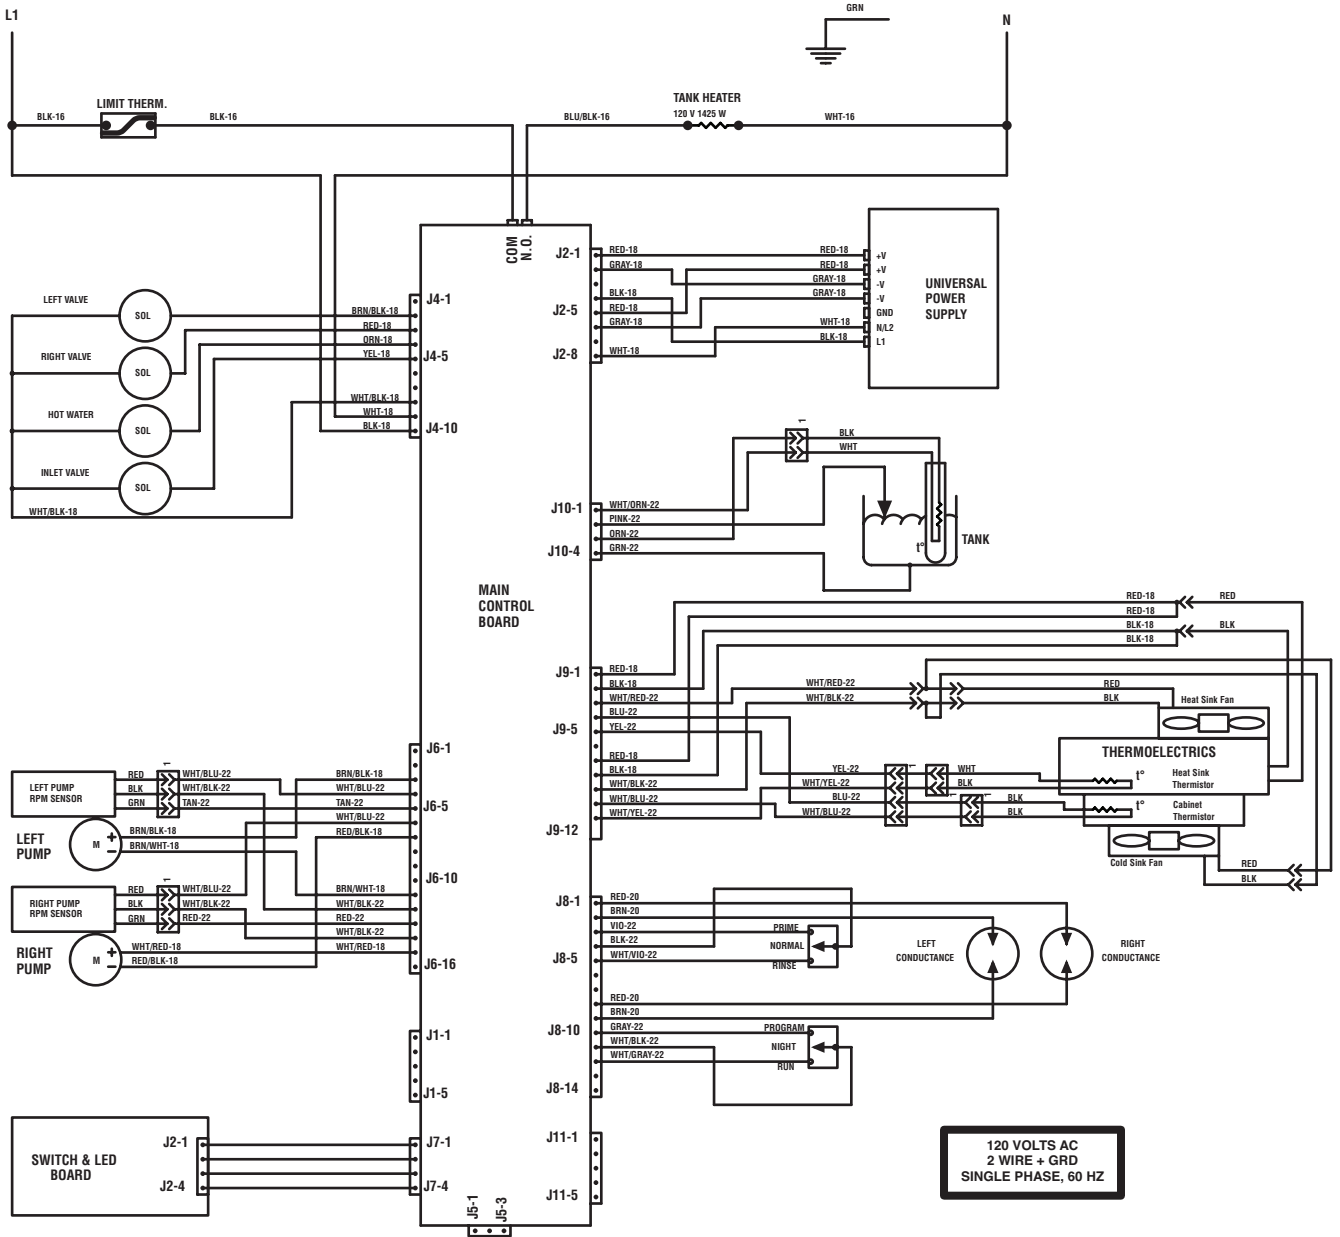 L1
GRN
N
LIMIT THERM.
BLK-16
BLK-16
BLU/BLK-16
TANK HEATER
120 V 1425 W
WHT-16
COM
N.O.
J2-1
RED-18
GRAY-18
BLK-18
J2-5
RED-18
GRAY-18
J2-8
WHT-18
RED-18
RED-18
GRAY-18
GRAY-18
WHT-18
BLK-18
+V
+V
-V
-V
GND
N/L2
L1
UNIVERSAL
POWER
SUPPLY
LEFT VALVE
SOL
RIGHT VALVE
SOL
HOT WATER
SOL
INLET VALVE
SOL
WHT/BLK-18
BRN/BLK-18
RED-18
ORN-18
YEL-18
WHT/BLK-18
WHT-18
BLK-18
J4-1
J4-5
J4-10
1
BLK
WHT
J10-1
WHT/ORN-22
PINK-22
ORN-22
J10-4
GRN-22
t°
TANK
MAIN
CONTROL
BOARD
RED-18
RED
RED-18
BLK-18
BLK
BLK-18
J9-1
RED-18
BLK-18
WHT/RED-22
BLU-22
J9-5
YEL-22
RED-18
BLK-18
WHT/BLK-22
WHT/BLU-22
WHT/YEL-22
J9-12
WHT/RED-22
WHT/BLK-22
RED
BLK
Heat Sink Fan
THERMOELECTRICS
t°
Heat Sink
Thermistor
t°
Cabinet
Thermistor
Cold Sink Fan
YEL-22
WHT/YEL-22
BLU-22
WHT/BLU-22
1
1
1
1
WHT
BLK
BLK
BLK
RED
BLK
LEFT PUMP
RPM SENSOR
RED
BLK
GRN
1
WHT/BLU-22
WHT/BLK-22
TAN-22
LEFT
PUMP
M
+
-
BRN/BLK-18
BRN/WHT-18
RIGHT PUMP
RPM SENSOR
RED
BLK
GRN
1
WHT/BLU-22
WHT/BLK-22
RED-22
RIGHT
PUMP
M
+
-
WHT/RED-18
RED/BLK-18
BRN/BLK-18
WHT/BLU-22
TAN-22
WHT/BLU-22
RED/BLK-18
BRN/WHT-18
WHT/BLK-22
RED-22
WHT/BLK-22
WHT/RED-18
J6-1
J6-5
J6-10
J6-16
J8-1
RED-20
BRN-20
VIO-22
BLK-22
J8-5
WHT/VIO-22
RED-20
BRN-20
J8-10
GRAY-22
WHT/BLK-22
WHT/GRAY-22
J8-14
PRIME
NORMAL
RINSE
LEFT
CONDUCTANCE
RIGHT
CONDUCTANCE
PROGRAM
NIGHT
RUN
J1-1
J1-5
SWITCH & LED
BOARD
J2-1
J2-4
J7-1
J7-4
J5-1
J5-3
J11-1
J11-5
120 VOLTS AC
2 WIRE + GRD
SINGLE PHASE, 60 HZ